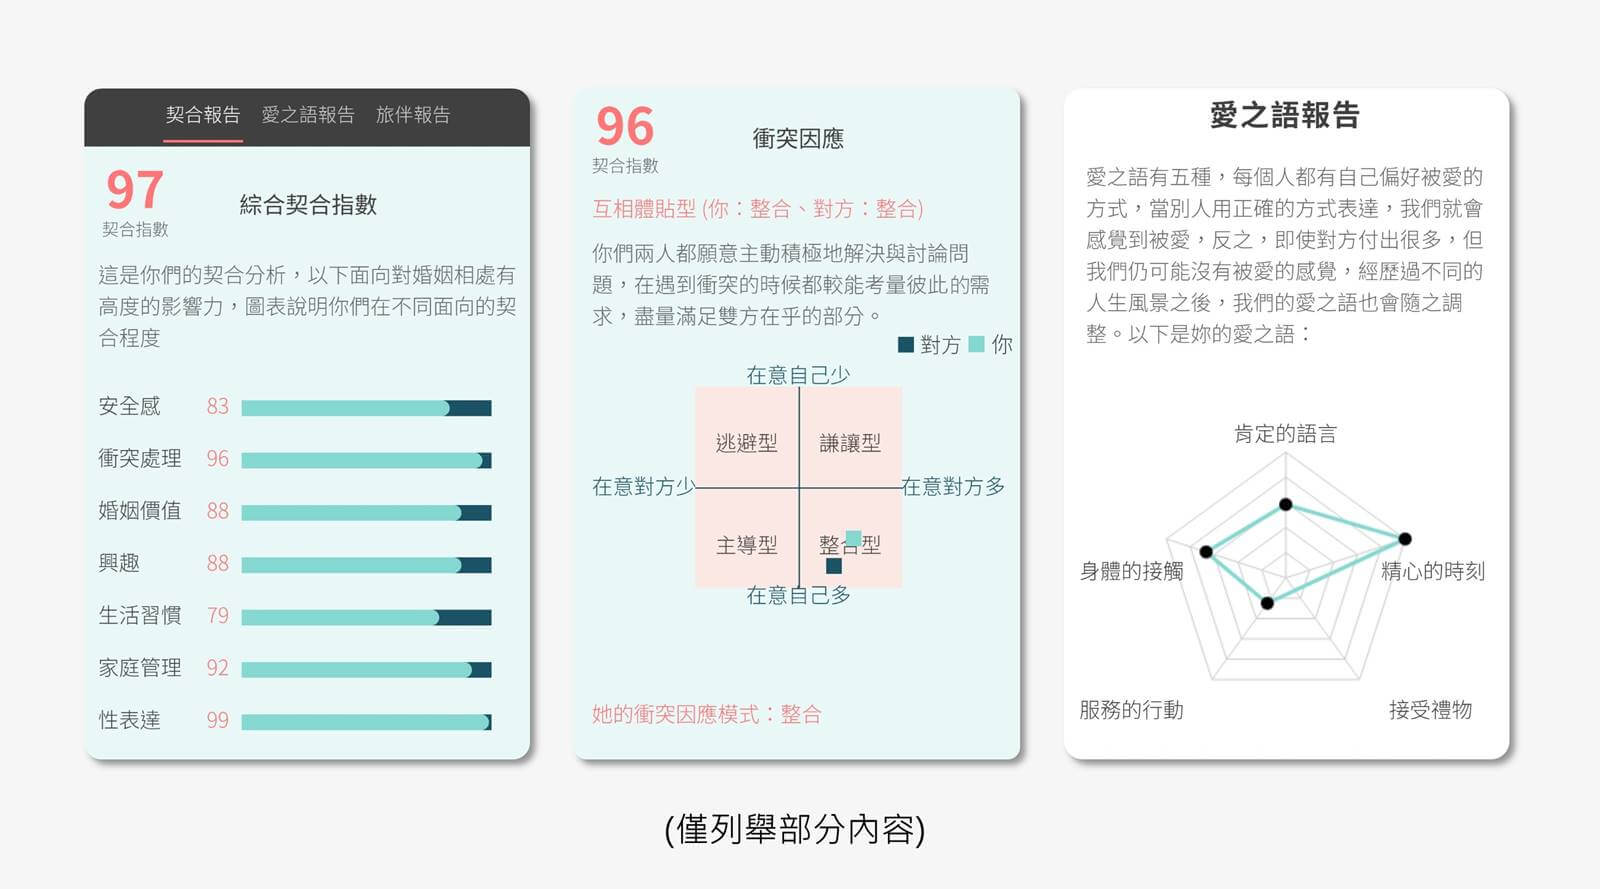 契合報告 愛之語報告 旅伴報告
97
契合指數
綜合契合指數
這是你們的契合分析，以下面向對婚姻相處有
高度的影響力，圖表說明你們在不同面向的契
合程度
安全感 83
衝突處理 96
婚姻價值 88
興趣 88
生活習慣 79
家庭管理 92
性表達 99
96
契合指數
衝突因應
互相體貼型 (你：整合、對方：整合)
你們兩人都願意主動積極地解決與討論問
題，在遇到衝突的時候都較能考量彼此的需
求，盡量滿足雙方在乎的部分。
對方 你
在意自己少
逃避型 謙讓型
在意對方少 在意對方多
主導型 整合型
在意自己多
她的衝突因應模式：整合
愛之語報告
愛之語有五種，每個人都有自己偏好被愛的
方式，當別人用正確的方式表達，我們就會
感覺到被愛，反之，即使對方付出很多，但
我們仍可能沒有被愛的感覺，經歷過不同的
人生風景之後，我們的愛之語也會隨之調
整。以下是妳的愛之語：
肯定的語言
身體的接觸 精心的時刻
服務的行動 接受禮物
(僅列舉部分內容)